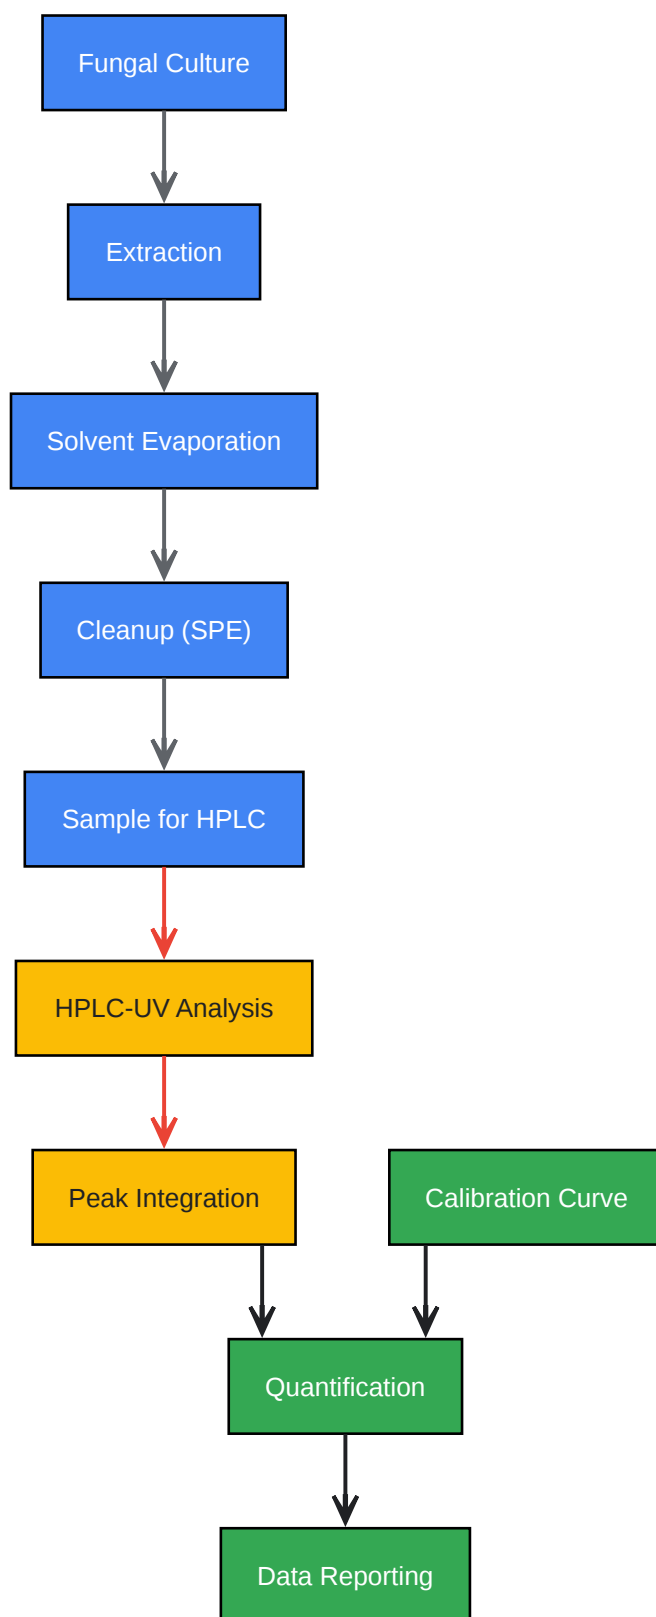 Fungal Culture
Extraction
Solvent Evaporation
Cleanup (SPE)
Sample for HPLC
HPLC-UV Analysis
Peak Integration
Calibration Curve
Quantification
Data Reporting